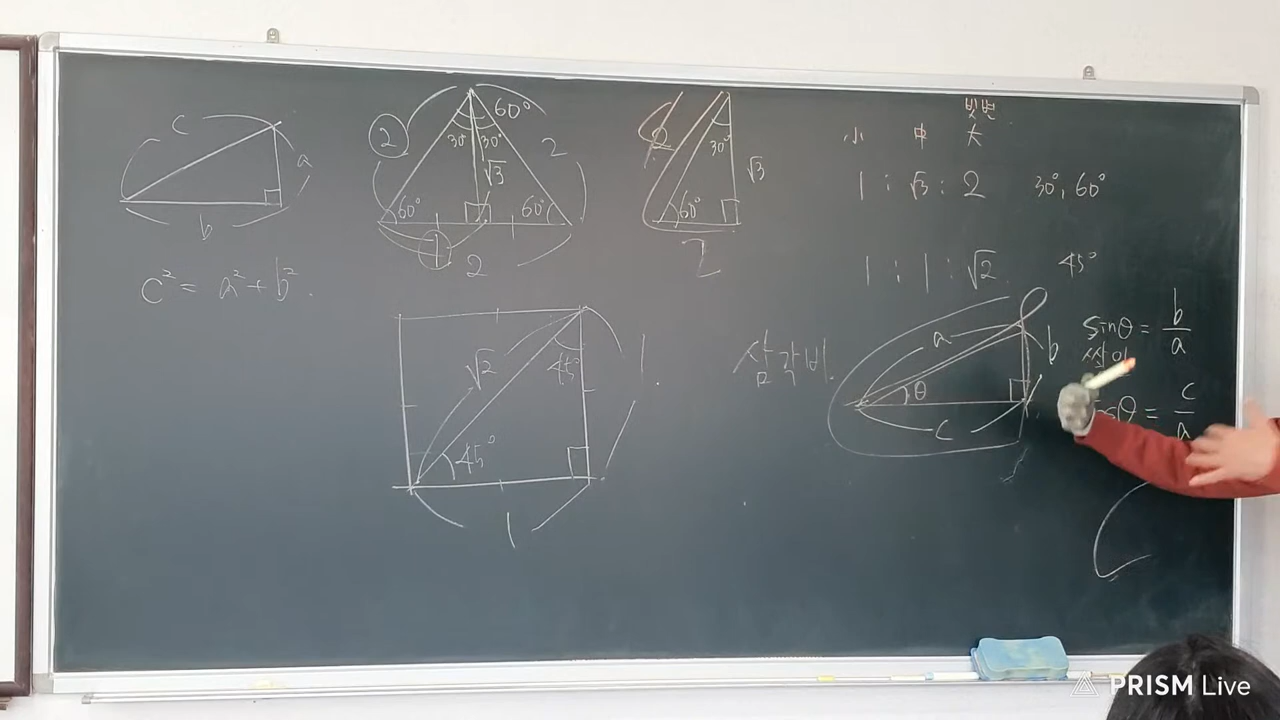 c
a
b
c² = a² + b².
②
60°
30° 30°
2
√3
60° 60°
①
2
2
30°
√3
60°
2
빗변
小 中 大
1 : √3 : 2 30°, 60°
1 : 1 : √2 45°
√2
45°
1
45°
1
삼각비.
a
b
θ
c
sinθ = b/a
싸인
sθ = c/a
PRISM Live